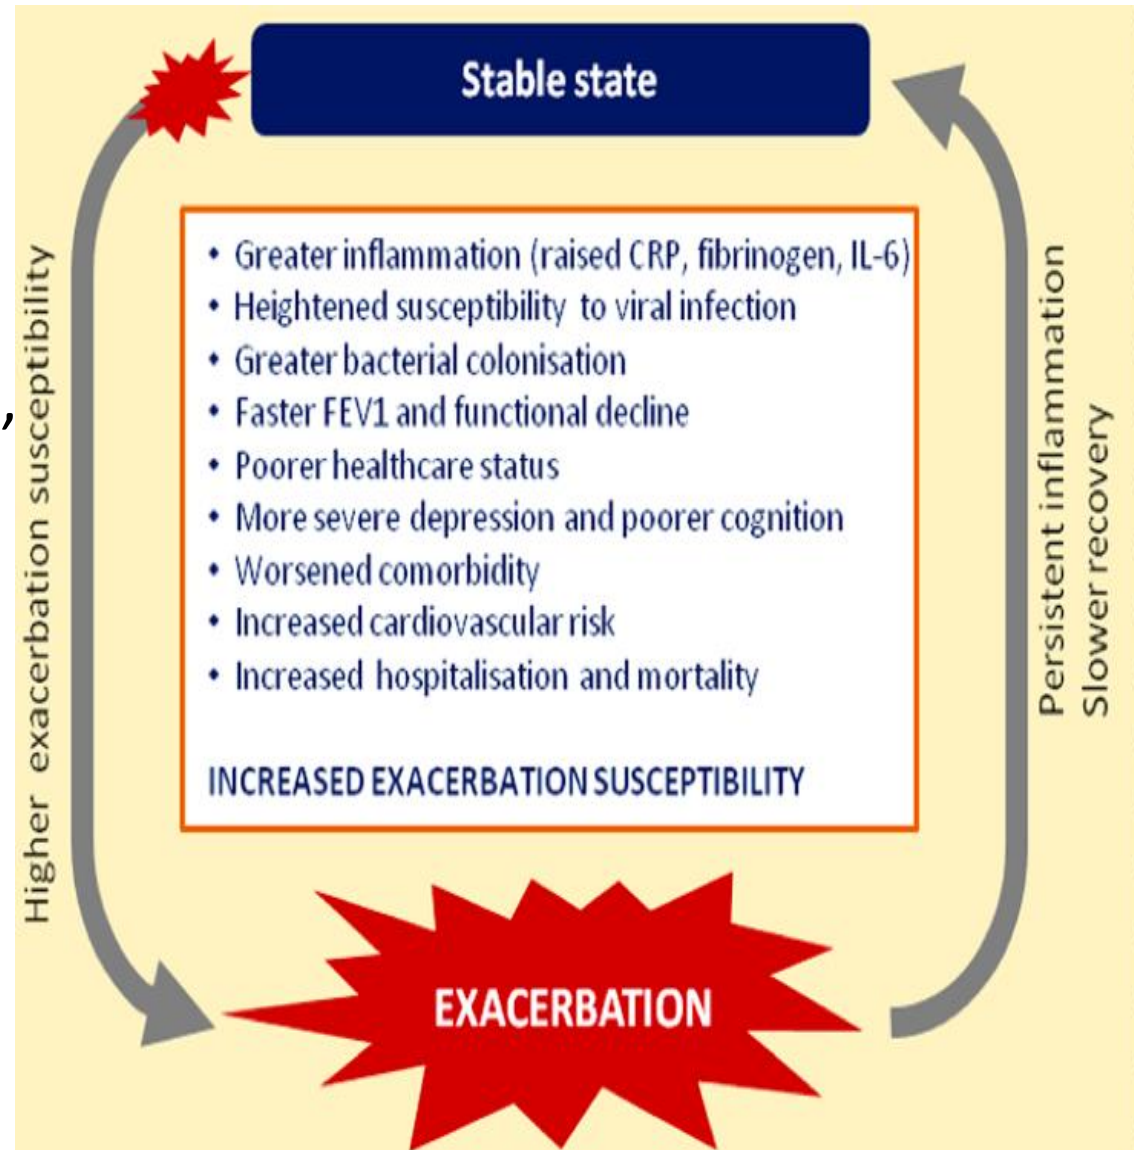 Stable state
• Greater inflammation (raised CRP, fibrinogen, IL-6)
• Heightened susceptibility to viral infection
• Greater bacterial colonisation
• Faster FEV1 and functional decline
• Poorer healthcare status
• More severe depression and poorer cognition
• Worsened comorbidity
• Increased cardiovascular risk
• Increased hospitalisation and mortality
INCREASED EXACERBATION SUSCEPTIBILITY
EXACERBATION
Higher exacerbation susceptibility
,
Persistent inflammation
Slower recovery